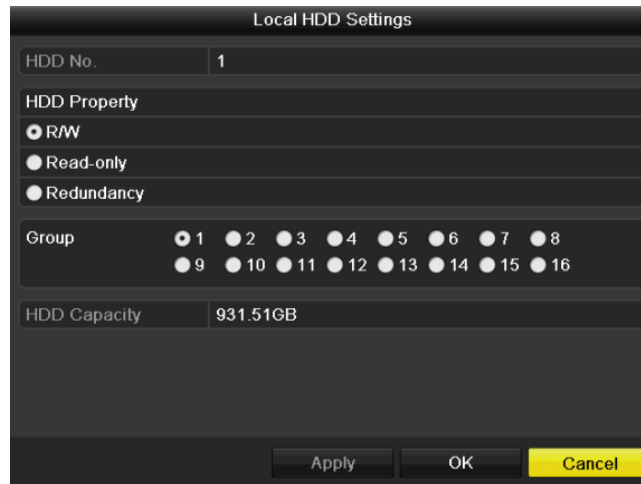 Local HDD Settings
HDD No. 1
HDD Property
R/W
Read-only
Redundancy
Group 1 2 3 4 5 6 7 8
9 10 11 12 13 14 15 16
HDD Capacity 931.51GB
Apply OK Cancel